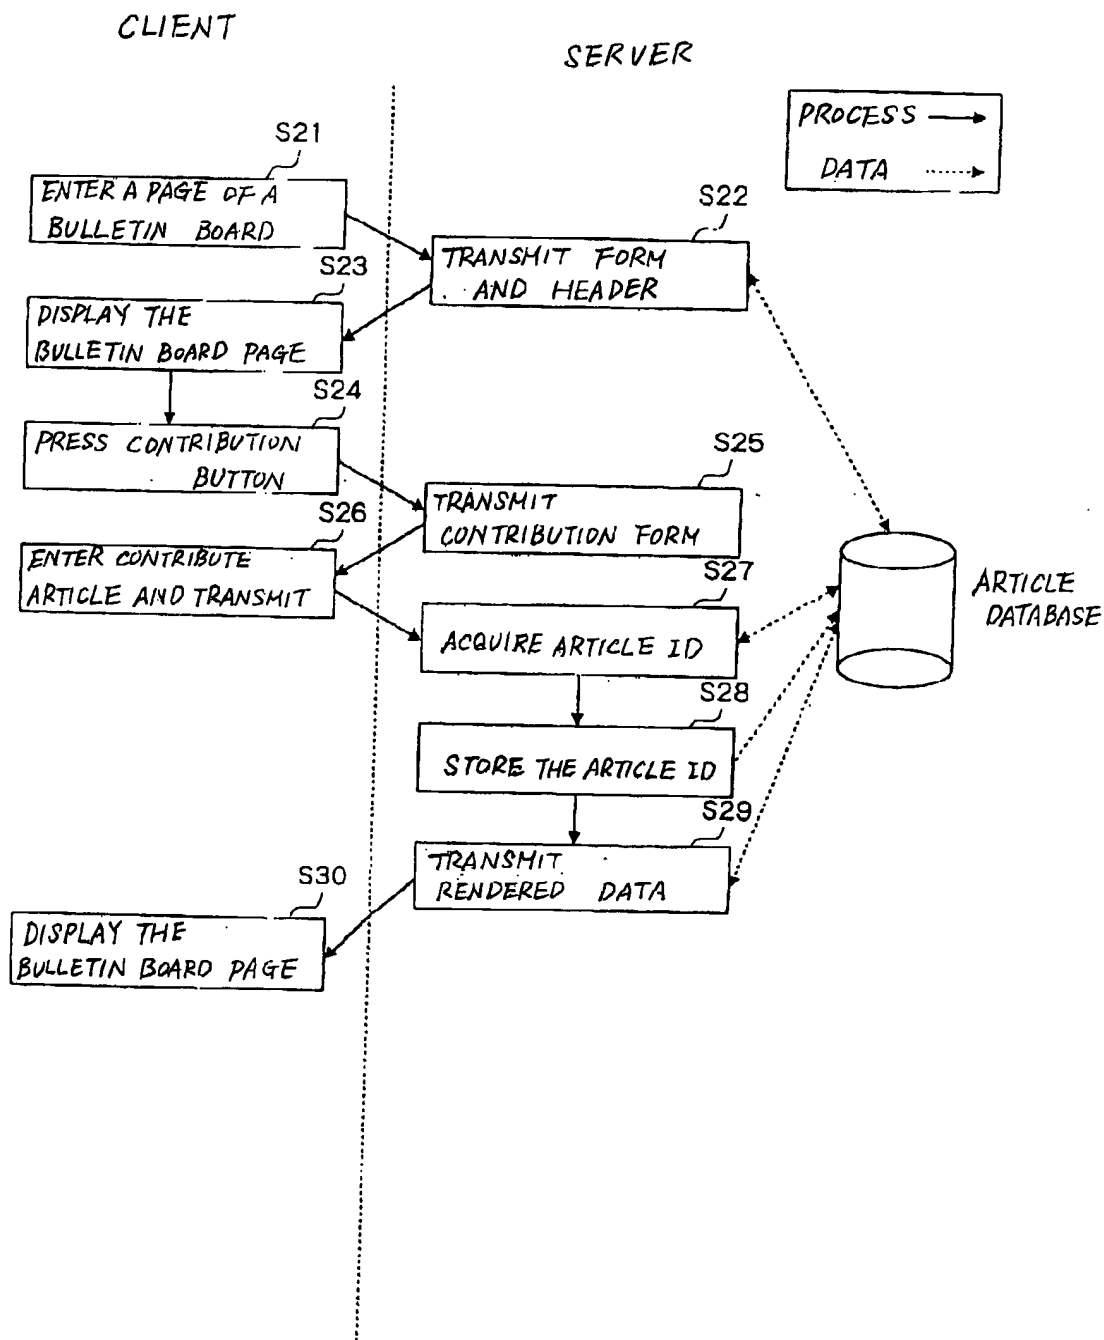 CLIENT
SERVER
PROCESS
DATA
S21
ENTER A PAGE OF A
BULLETIN BOARD
S22
TRANSMIT FORM
AND HEADER
S23
DISPLAY THE
BULLETIN BOARD PAGE
S24
PRESS CONTRIBUTION
BUTTON
S25
TRANSMIT
CONTRIBUTION FORM
S26
ENTER CONTRIBUTE
ARTICLE AND TRANSMIT
S27
ACQUIRE ARTICLE ID
ARTICLE
DATABASE
S28
STORE THE ARTICLE ID
S29
TRANSMIT
RENDERED DATA
S30
DISPLAY THE
BULLETIN BOARD PAGE